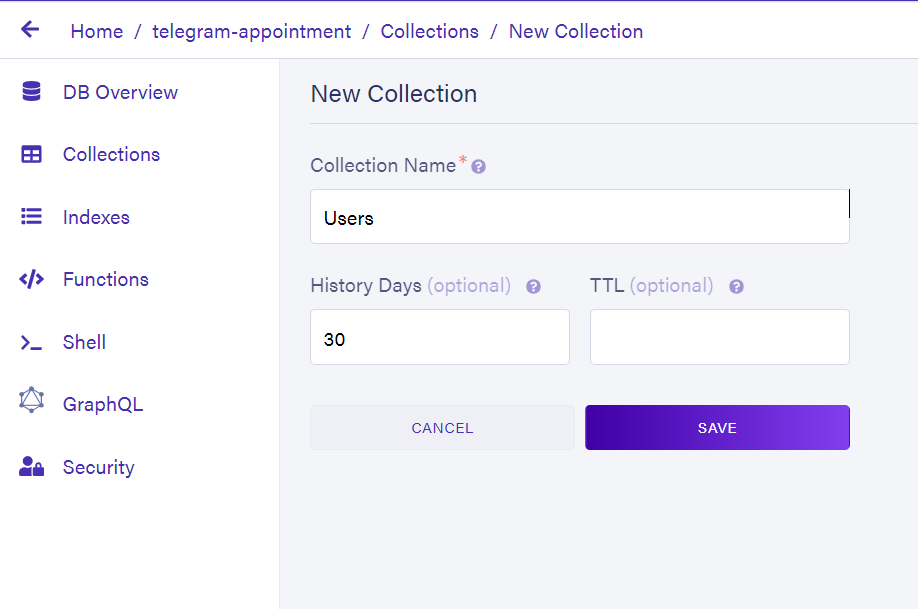 Home / telegram-appointment / Collections / New Collection
DB Overview
Collections
Indexes
Functions
Shell
GraphQL
Security
New Collection
Collection Name* ?
Users
History Days (optional) ? TTL (optional) ?
30
CANCEL SAVE